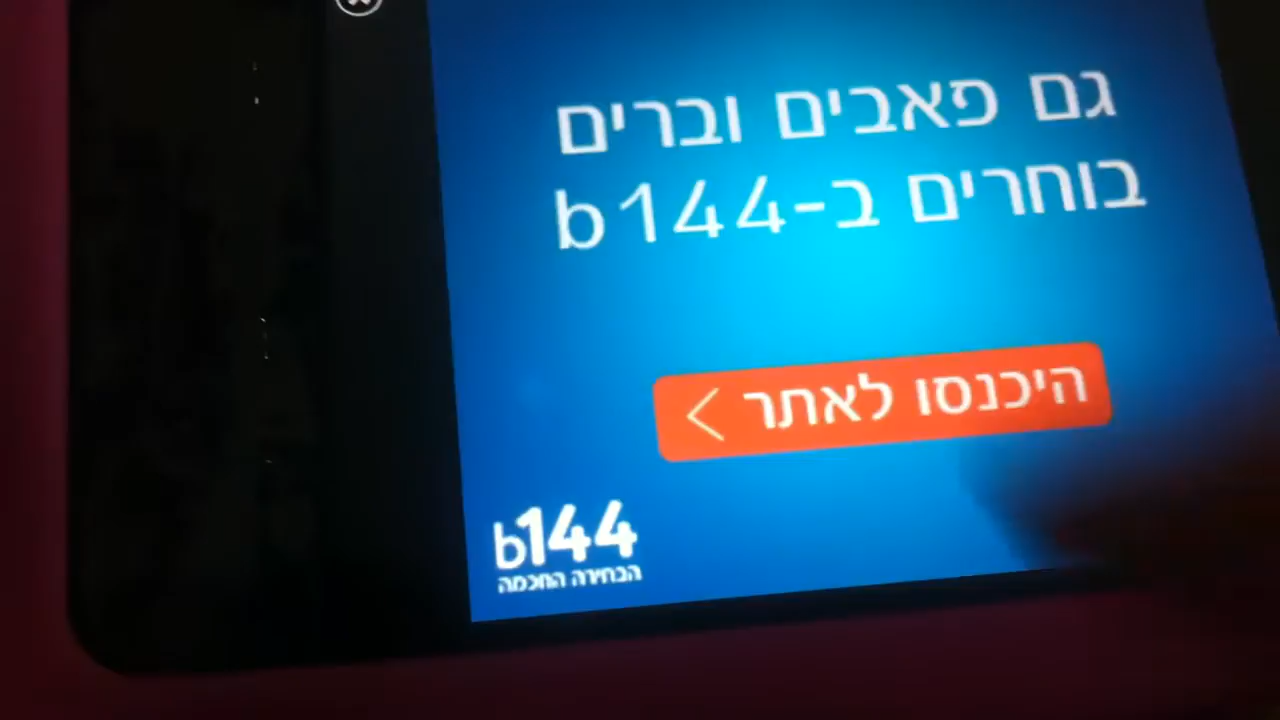 גם פאבים וברים
בוחרים ב-b144
היכנסו לאתר >
b144
הבחירה החכמה